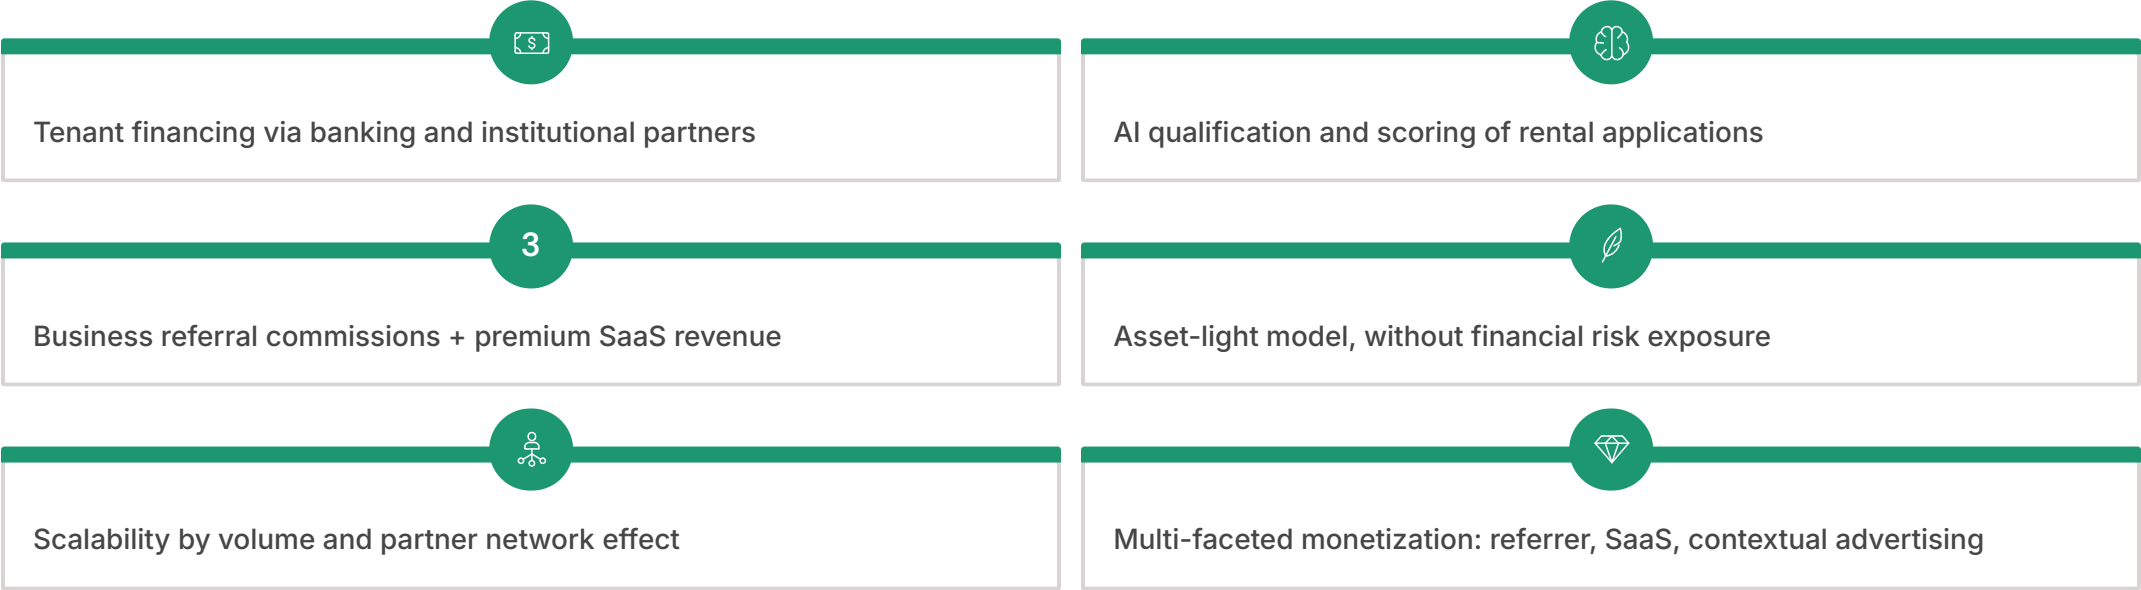 Tenant financing via banking and institutional partners
AI qualification and scoring of rental applications
3
Business referral commissions + premium SaaS revenue
Asset-light model, without financial risk exposure
Scalability by volume and partner network effect
Multi-faceted monetization: referrer, SaaS, contextual advertising